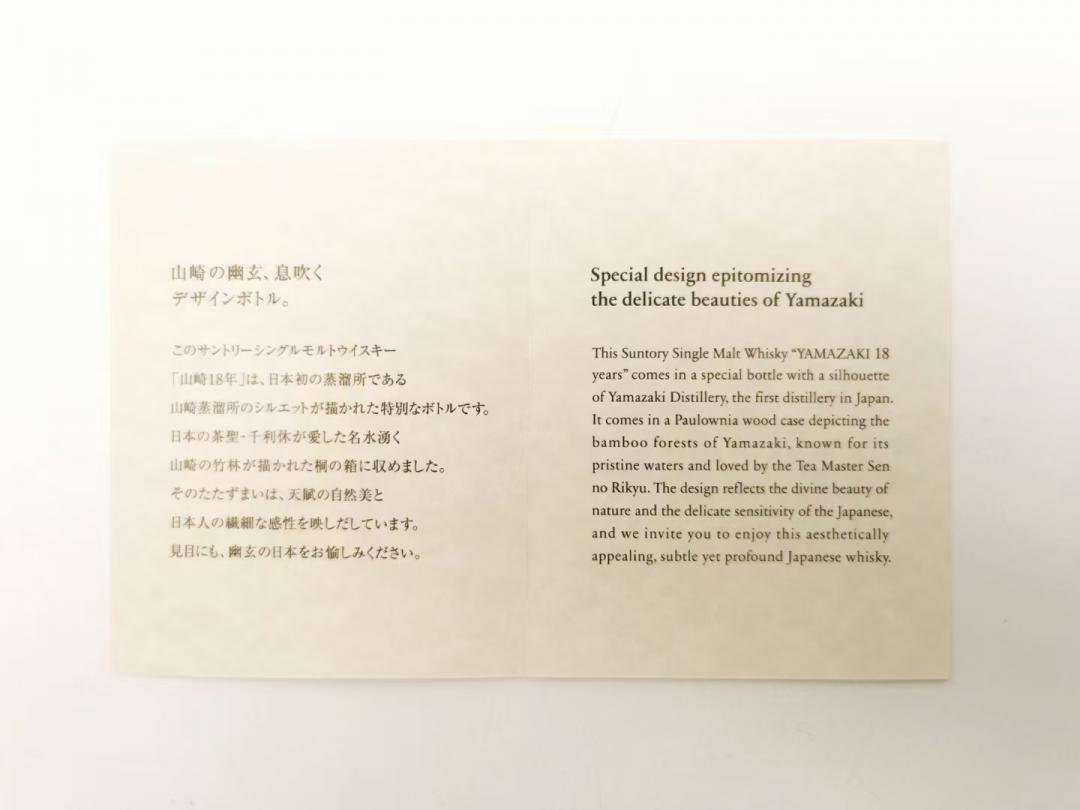 山崎の幽玄、息吹く
デザインボトル。
このサントリーシングルモルトウイスキー
「山崎18年」は、日本初の蒸溜所である
山崎蒸溜所のシルエットが描かれた特別なボトルです。
日本の茶聖・千利休が愛した名水湧く
山崎の竹林が描かれた桐の箱に収めました。
そのたたずまいは、天賦の自然美と
日本人の繊細な感性を映しだしています。
見目にも、幽玄の日本をお愉しみください。
Special design epitomizing
the delicate beauties of Yamazaki
This Suntory Single Malt Whisky “YAMAZAKI 18
years” comes in a special bottle with a silhouette
of Yamazaki Distillery, the first distillery in Japan.
It comes in a Paulownia wood case depicting the
bamboo forests of Yamazaki, known for its
pristine waters and loved by the Tea Master Sen
no Rikyu. The design reflects the divine beauty of
nature and the delicate sensitivity of the Japanese,
and we invite you to enjoy this aesthetically
appealing, subtle yet profound Japanese whisky.